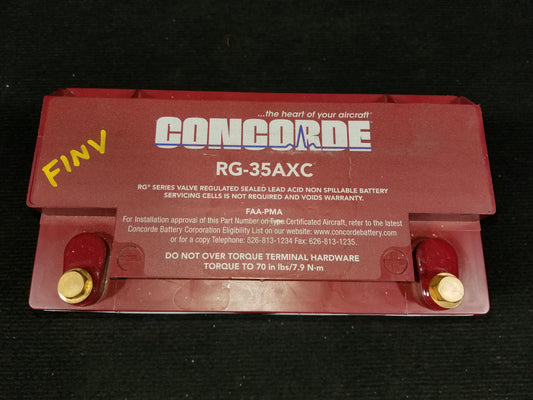 ...the heart of your aircraft®
CONCORDE
FINV
RG-35AXC
RG® SERIES VALVE REGULATED SEALED LEAD ACID NON SPILLABLE BATTERY
SERVICING CELLS IS NOT REQUIRED AND VOIDS WARRANTY.
FAA-PMA
For Installation approval of this Part Number on Type Certificated Aircraft, refer to the latest
Concorde Battery Corporation Eligibility List on our website: www.concordebattery.com
or for a copy Telephone: 626-813-1234 Fax: 626-813-1235.
DO NOT OVER TORQUE TERMINAL HARDWARE
TORQUE TO 70 in lbs/7.9 N-m